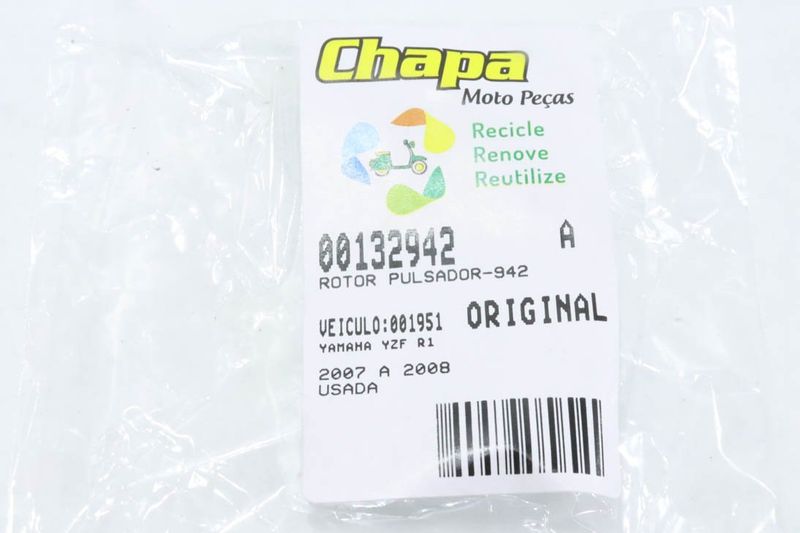 Chapa
Moto Peças
Recicle
Renove
Reutilize
00132942 A
ROTOR PULSADOR-942
VEICULO:001951 ORIGINAL
YAMAHA YZF R1
2007 A 2008
USADA